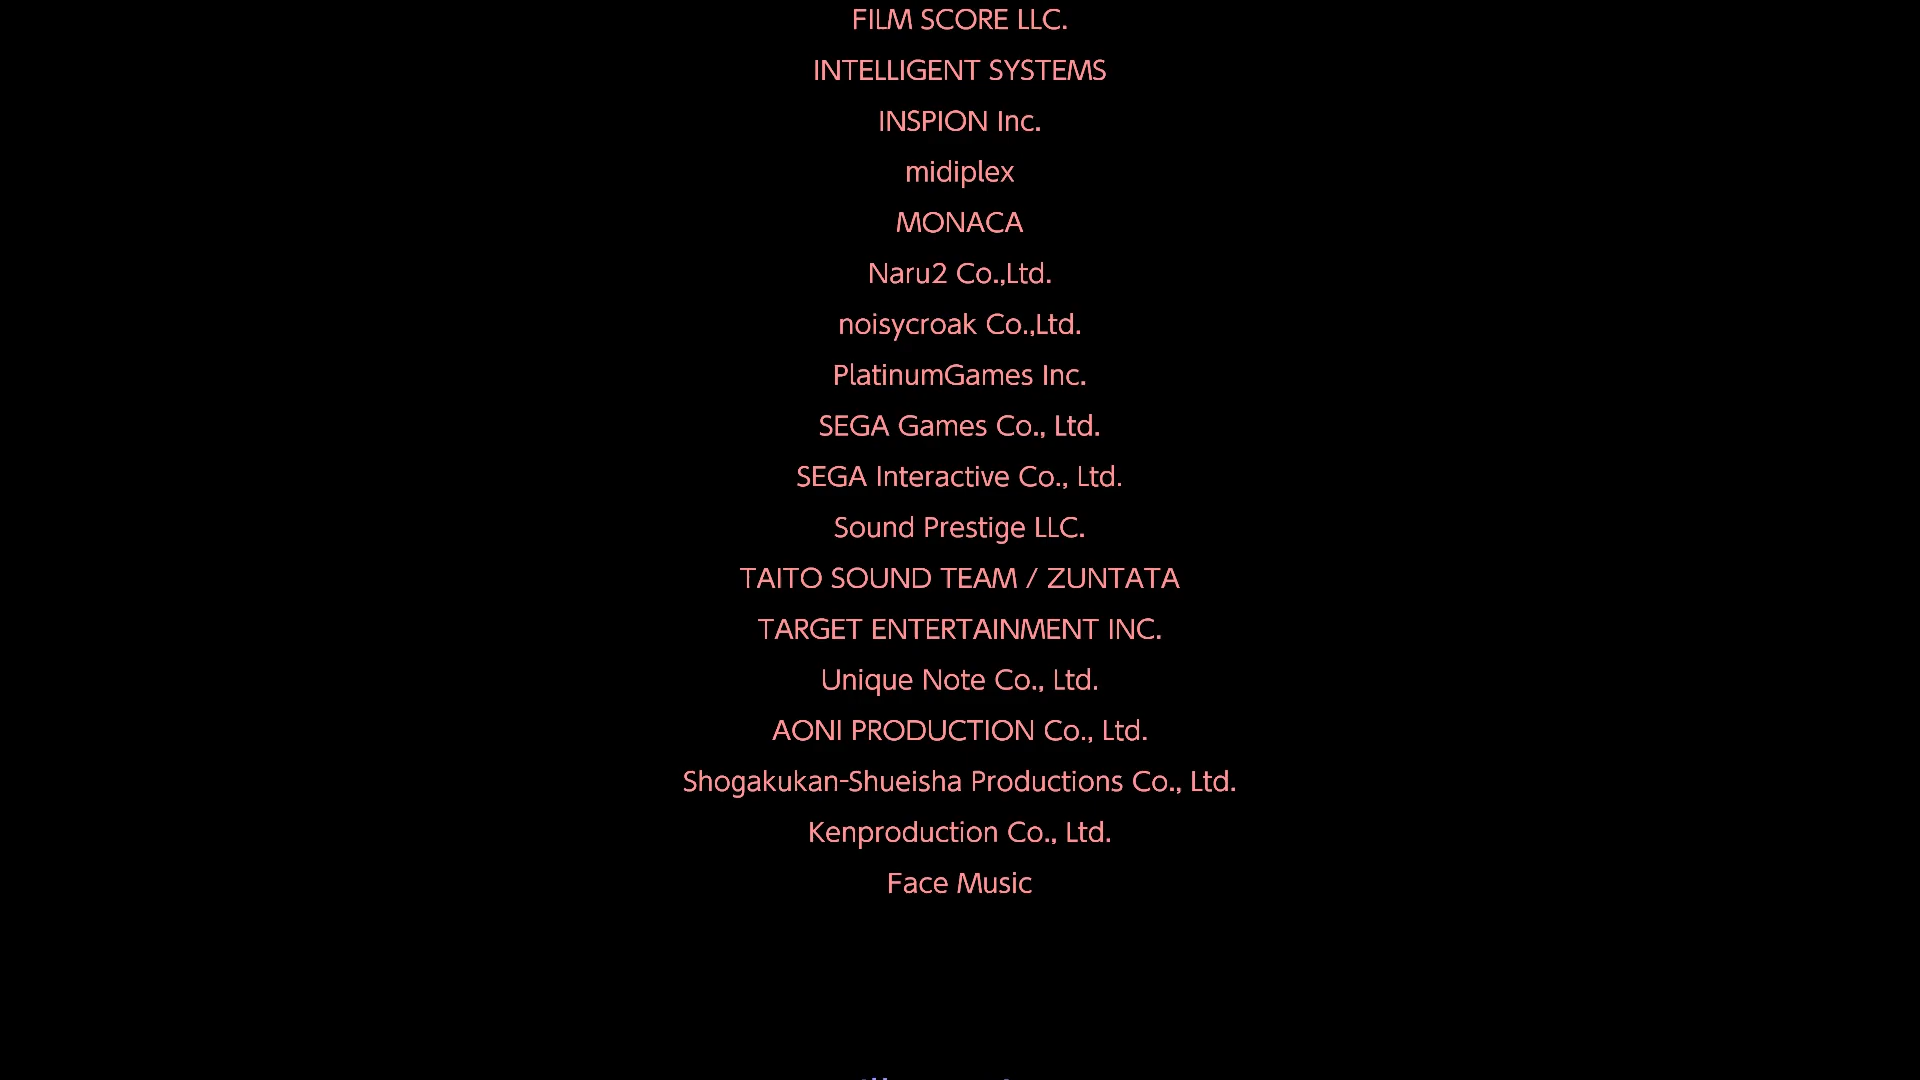 FILM SCORE LLC.
INTELLIGENT SYSTEMS
INSPION Inc.
midiplex
MONACA
Naru2 Co.,Ltd.
noisycroak Co.,Ltd.
PlatinumGames Inc.
SEGA Games Co., Ltd.
SEGA Interactive Co., Ltd.
Sound Prestige LLC.
TAITO SOUND TEAM / ZUNTATA
TARGET ENTERTAINMENT INC.
Unique Note Co., Ltd.
AONI PRODUCTION Co., Ltd.
Shogakukan-Shueisha Productions Co., Ltd.
Kenproduction Co., Ltd.
Face Music